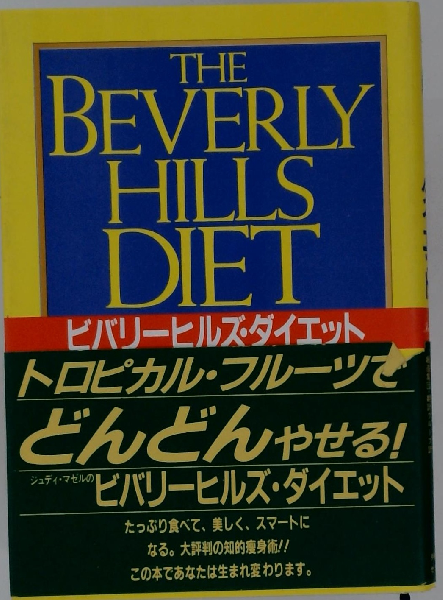 THE
BEVERLY
HILLS
DIET
ビバリーヒルズ・ダイエット
トロピカル・フルーツで
どんどんやせる!
ジュディ・マゼルの ビバリーヒルズ・ダイエット
たっぷり食べて、美しく、スマートに
なる。大評判の知的痩身術!!
この本であなたは生まれ変わります。